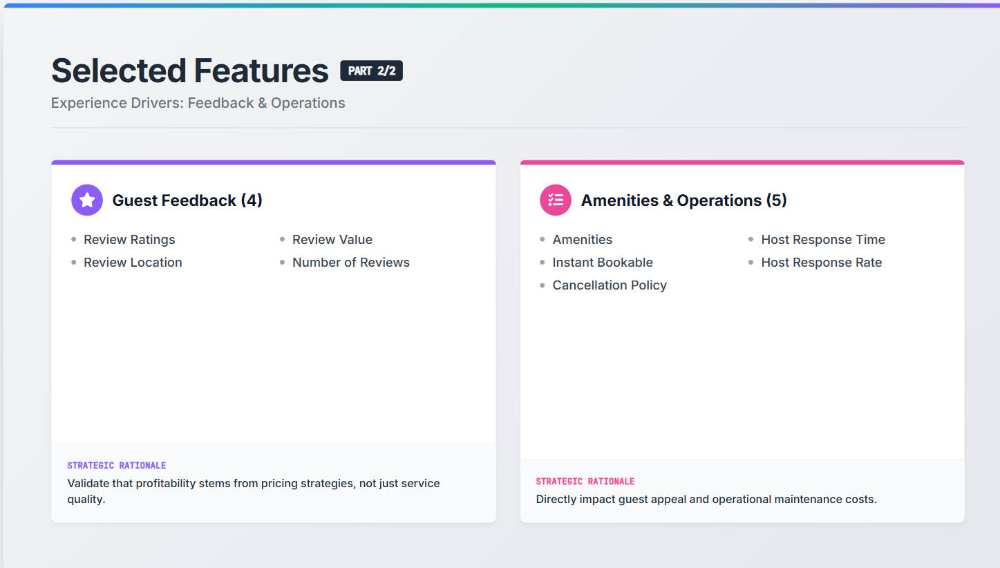 Selected Features PART 2/2
Experience Drivers: Feedback & Operations
Guest Feedback (4)
Review Ratings
Review Value
Review Location
Number of Reviews
STRATEGIC RATIONALE
Validate that profitability stems from pricing strategies, not just service
quality.
Amenities & Operations (5)
Amenities
Host Response Time
Instant Bookable
Host Response Rate
Cancellation Policy
STRATEGIC RATIONALE
Directly impact guest appeal and operational maintenance costs.